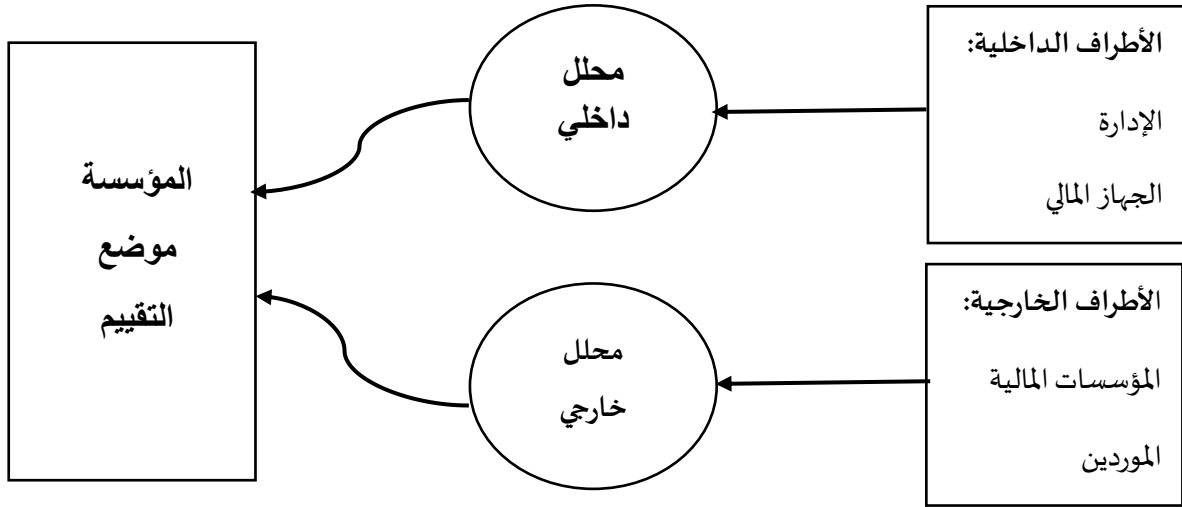 الأطراف الداخلية:
الإدارة
الجهاز المالي
محلل
داخلي
المؤسسة
موضع
التقييم
الأطراف الخارجية:
المؤسسات المالية
الموردين
محلل
خارجي